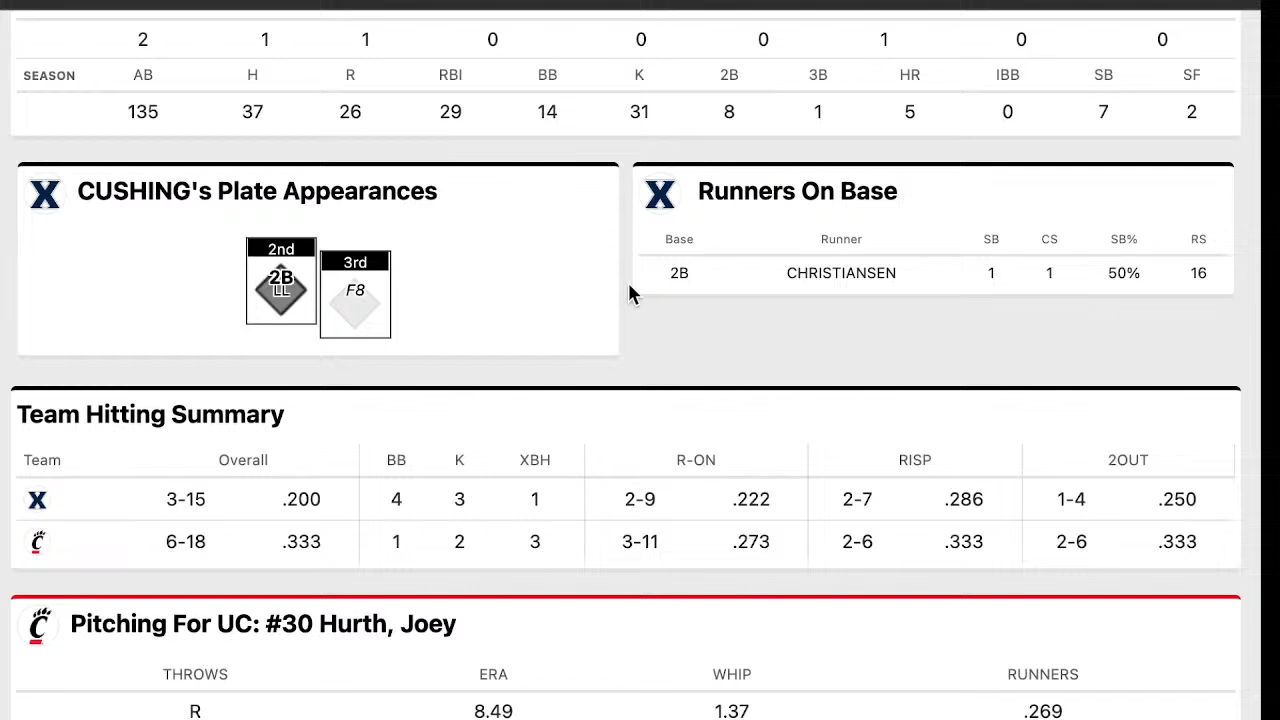 2 1 1 0 0 0 1 0 0
SEASON AB H R RBI BB K 2B 3B HR IBB SB SF
135 37 26 29 14 31 8 1 5 0 7 2
X CUSHING's Plate Appearances
2nd
2B
LL
3rd
F8
X Runners On Base
Base Runner SB CS SB% RS
2B CHRISTIANSEN 1 1 50% 16
Team Hitting Summary
Team Overall BB K XBH R-ON RISP 2OUT
X 3-15 .200 4 3 1 2-9 .222 2-7 .286 1-4 .250
C 6-18 .333 1 2 3 3-11 .273 2-6 .333 2-6 .333
C Pitching For UC: #30 Hurth, Joey
THROWS ERA WHIP RUNNERS
R 8.49 1.37 .269